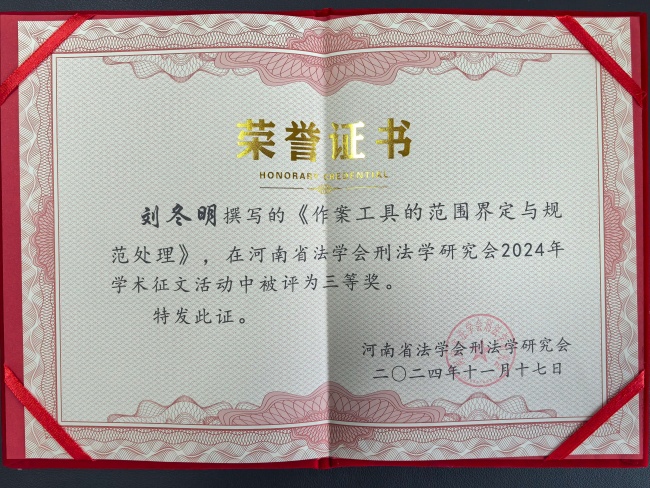 荣誉证书
HONORARY CREDENTIAL
刘冬明撰写的《作案工具的范围界定与规
范处理》，在河南省法学会刑法学研究会2024年
学术征文活动中被评为三等奖。
特发此证。
河南省法学会刑法学研究会
二〇二四年十一月十七日